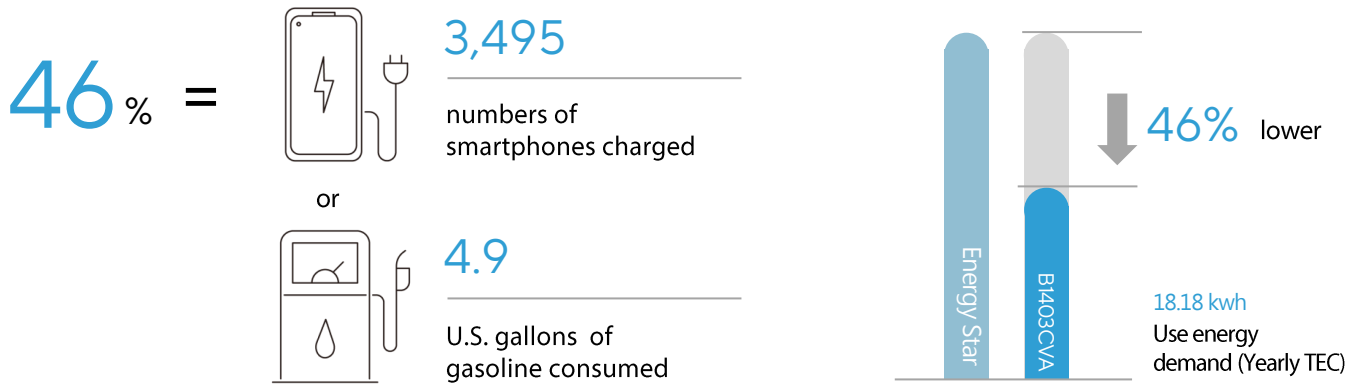 46 %
=
3,495
numbers of
smartphones charged
or
4.9
U.S. gallons of
gasoline consumed
Energy Star
B1403CVA
46% lower
18.18 kwh
Use energy
demand (Yearly TEC)